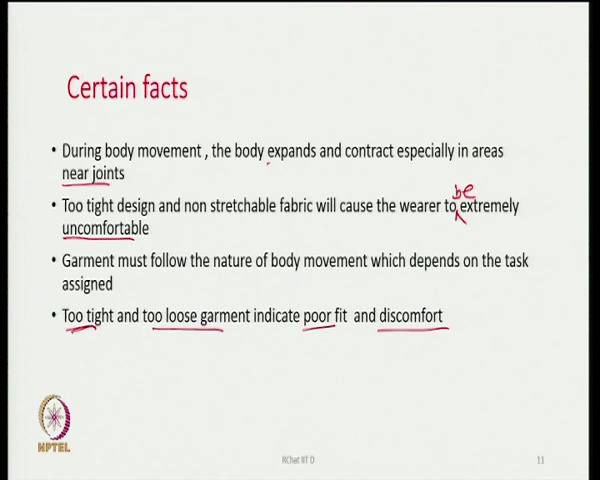 Certain facts
• During body movement , the body expands and contract especially in areas
near joints
be
• Too tight design and non stretchable fabric will cause the wearer to extremely
uncomfortable
• Garment must follow the nature of body movement which depends on the task
assigned
• Too tight and too loose garment indicate poor fit and discomfort
NPTEL
RChat IIT D
11